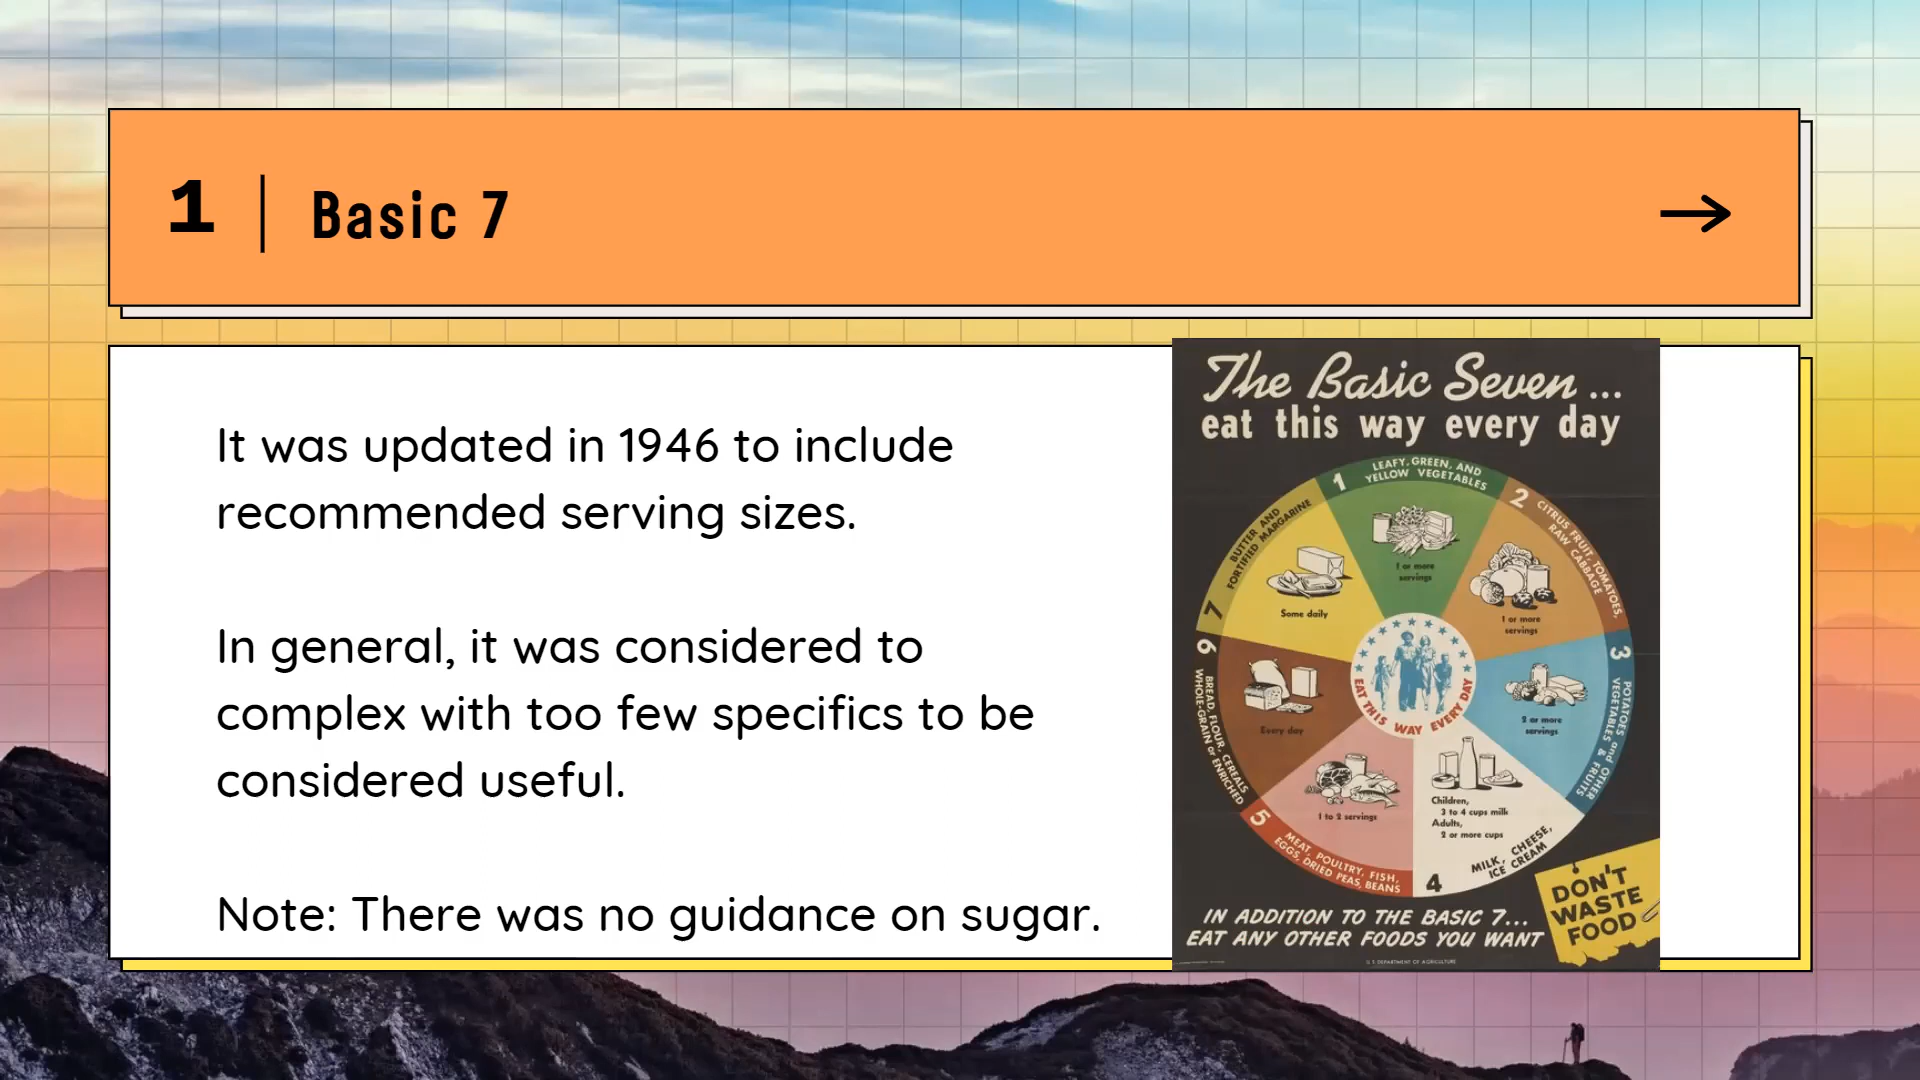 1 | Basic 7 →
It was updated in 1946 to include
recommended serving sizes.
In general, it was considered to
complex with too few specifics to be
considered useful.
Note: There was no guidance on sugar.
The Basic Seven...
eat this way every day
1 LEAFY, GREEN, AND
YELLOW VEGETABLES
1 or more
servings
2 CITRUS FRUIT, TOMATOES,
RAW CABBAGE
1 or more
servings
3 POTATOES and OTHER
VEGETABLES & FRUITS
2 or more
servings
4 MILK, CHEESE,
ICE CREAM
Children,
3 to 4 cups milk
Adults,
2 or more cups
5 MEAT, POULTRY, FISH,
EGGS, DRIED PEAS, BEANS
1 to 2 servings
6 BREAD, FLOUR, CEREALS
WHOLE-GRAIN or ENRICHED
Every day
7 BUTTER AND
FORTIFIED MARGARINE
Some daily
EAT THIS WAY EVERY DAY
IN ADDITION TO THE BASIC 7...
EAT ANY OTHER FOODS YOU WANT
DON'T
WASTE
FOOD
U. S. DEPARTMENT OF AGRICULTURE